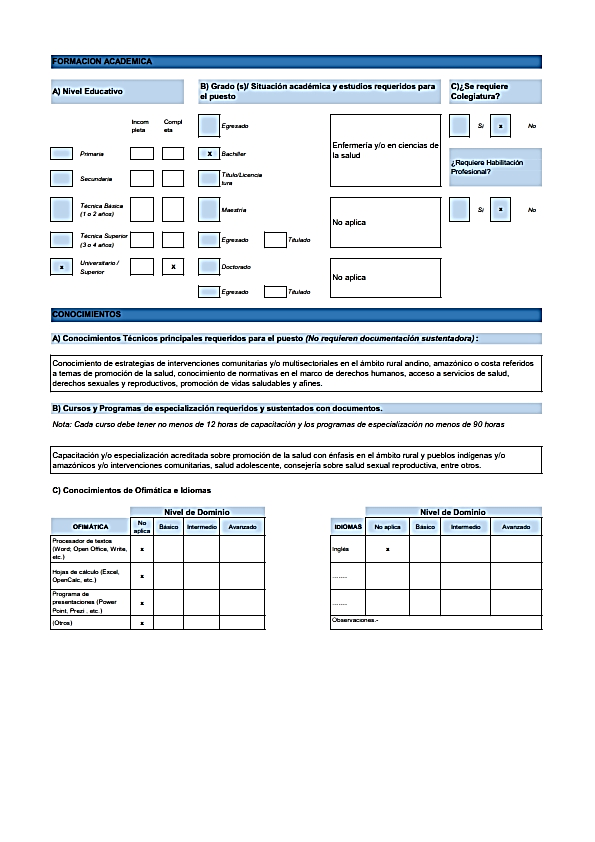 FORMACION ACADEMICA
A) Nivel Educativo
B) Grado (s)/ Situación académica y estudios requeridos para
el puesto
C)¿Se requiere
Colegiatura?
Incom
pleta
Compl
eta
Egresado
Enfermería y/o en ciencias de
la salud
Si x No
Primaria
x Bachiller
¿Requiere Habilitación
Profesional?
Secundaria
Título/Licencia
tura
Técnica Básica
(1 o 2 años)
Maestría
No aplica
Si x No
Técnica Superior
(3 o 4 años)
Egresado Titulado
x Universitario /
Superior
X
Doctorado
No aplica
Egresado Titulado
CONOCIMIENTOS
A) Conocimientos Técnicos principales requeridos para el puesto (No requieren documentación sustentadora) :
Conocimiento de estrategias de intervenciones comunitarias y/o multisectoriales en el ámbito rural andino, amazónico o costa referidos
a temas de promoción de la salud, conocimiento de normativas en el marco de derechos humanos, acceso a servicios de salud,
derechos sexuales y reproductivos, promoción de vidas saludables y afines.
B) Cursos y Programas de especialización requeridos y sustentados con documentos.
Nota: Cada curso debe tener no menos de 12 horas de capacitación y los programas de especialización no menos de 90 horas
Capacitación y/o especialización acreditada sobre promoción de la salud con énfasis en el ámbito rural y pueblos indígenas y/o
amazónicos y/o intervenciones comunitarias, salud adolescente, consejería sobre salud sexual reproductiva, entre otros.
C) Conocimientos de Ofimática e Idiomas
Nivel de Dominio
OFIMÁTICA No
aplica Básico Intermedio Avanzado
Procesador de textos
(Word; Open Office, Write,
etc.) x
Hojas de cálculo (Excel,
OpenCalc, etc.) x
Programa de
presentaciones (Power
Point, Prezi . etc.) x
(Otros) x
Nivel de Dominio
IDIOMAS No aplica Básico Intermedio Avanzado
Inglés x
.........
.........
Observaciones.-